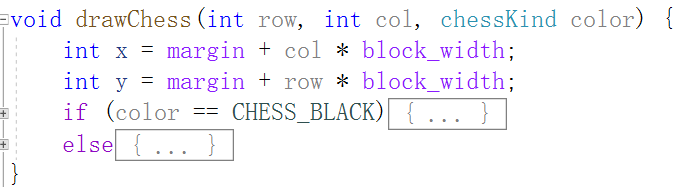 void drawChess(int row, int col, chessKind color) {
int x = margin + col * block_width;
int y = margin + row * block_width;
if (color == CHESS_BLACK) { ... }
else { ... }
}